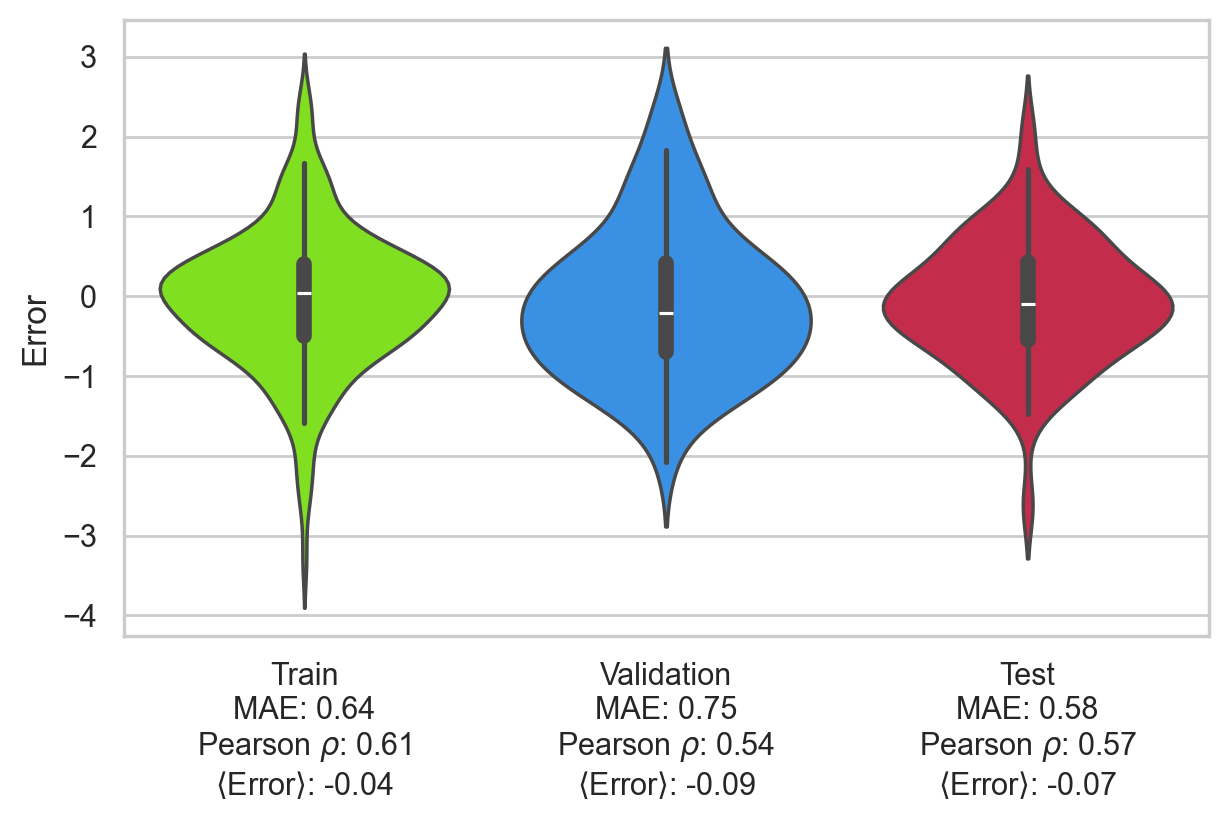 3
2
1
0
−1
−2
−3
−4
Error
Train
MAE: 0.64
Pearson ρ: 0.61
⟨Error⟩: -0.04
Validation
MAE: 0.75
Pearson ρ: 0.54
⟨Error⟩: -0.09
Test
MAE: 0.58
Pearson ρ: 0.57
⟨Error⟩: -0.07